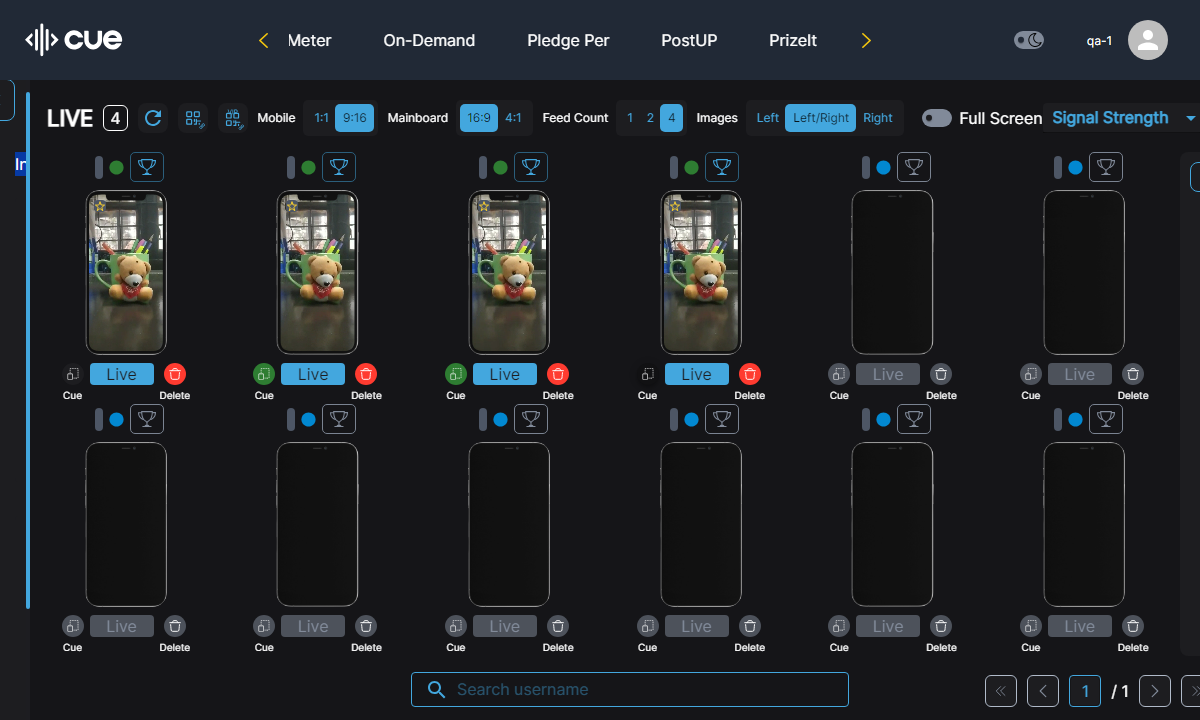 cue
Meter On-Demand Pledge Per PostUP PrizeIt qa-1
LIVE 4 Mobile 1:1 9:16 Mainboard 16:9 4:1 Feed Count 1 2 4 Images Left Left/Right Right Full Screen Signal Strength
Live Live Live Live Live Live
Cue Delete Cue Delete Cue Delete Cue Delete Cue Delete Cue Delete
Live Live Live Live Live Live
Cue Delete Cue Delete Cue Delete Cue Delete Cue Delete Cue Delete
Search username
1 / 1